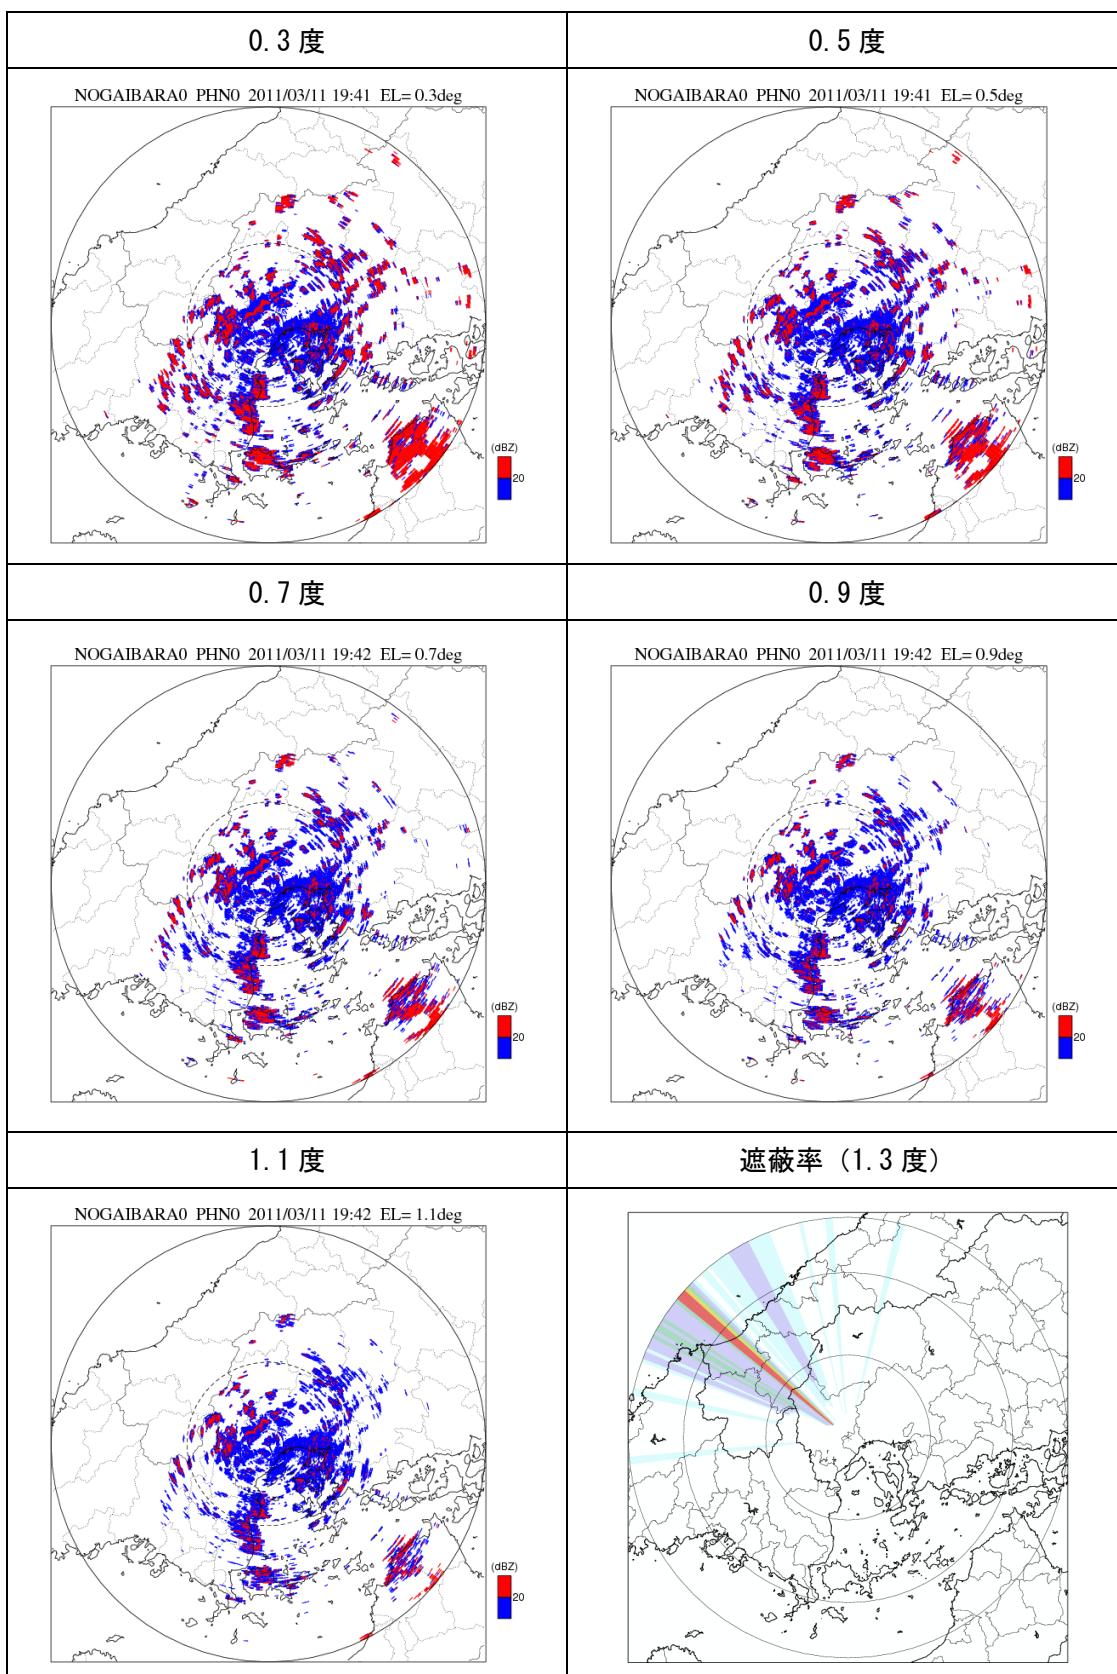 0.3度
0.5度
NOGAIBARA0 PHN0 2011/03/11 19:41 EL= 0.3deg
(dBZ)
20
NOGAIBARA0 PHN0 2011/03/11 19:41 EL= 0.5deg
(dBZ)
20
0.7度
0.9度
NOGAIBARA0 PHN0 2011/03/11 19:42 EL= 0.7deg
(dBZ)
20
NOGAIBARA0 PHN0 2011/03/11 19:42 EL= 0.9deg
(dBZ)
20
1.1度
遮蔽率（1.3度）
NOGAIBARA0 PHN0 2011/03/11 19:42 EL= 1.1deg
(dBZ)
20